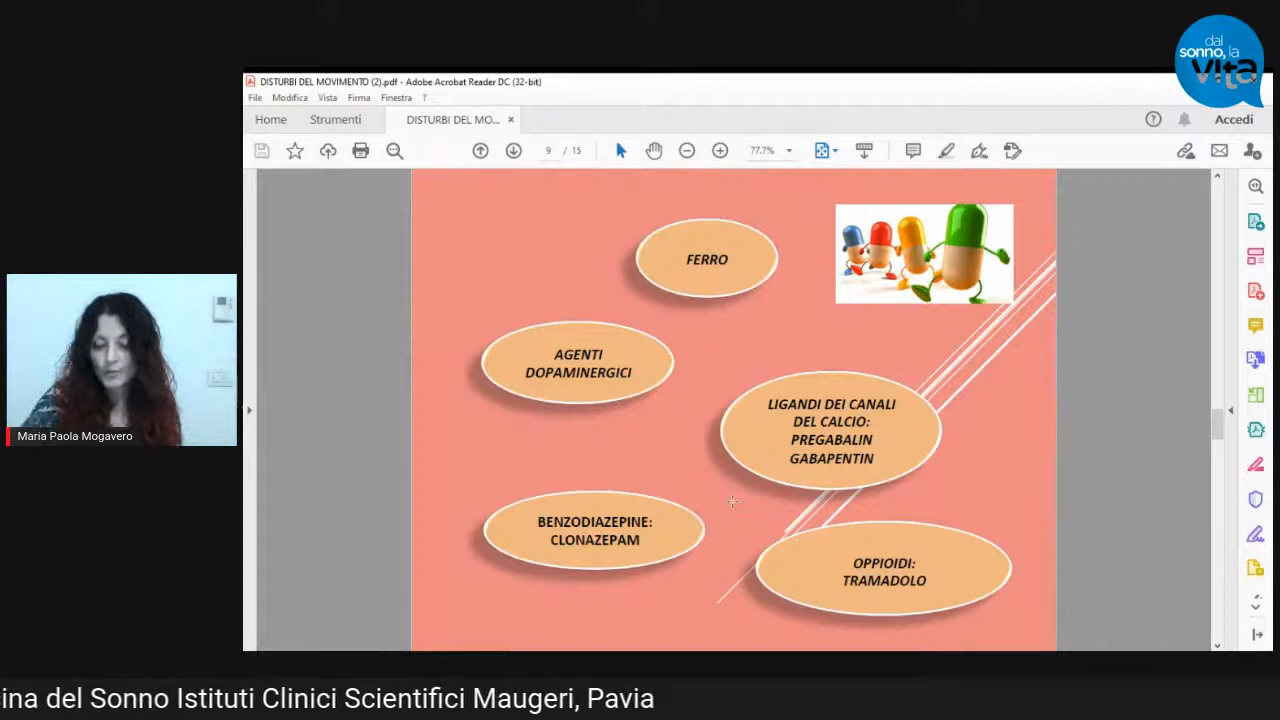 dal
sonno, la
vita
DISTURBI DEL MOVIMENTO (2).pdf - Adobe Acrobat Reader DC (32-bit)
File Modifica Vista Firma Finestra ?
Home Strumenti DISTURBI DEL MO... × Accedi
9 / 15 77.7%
FERRO
AGENTI
DOPAMINERGICI
LIGANDI DEI CANALI
DEL CALCIO:
PREGABALIN
GABAPENTIN
BENZODIAZEPINE:
CLONAZEPAM
OPPIOIDI:
TRAMADOLO
Maria Paola Mogavero
cina del Sonno Istituti Clinici Scientifici Maugeri, Pavia